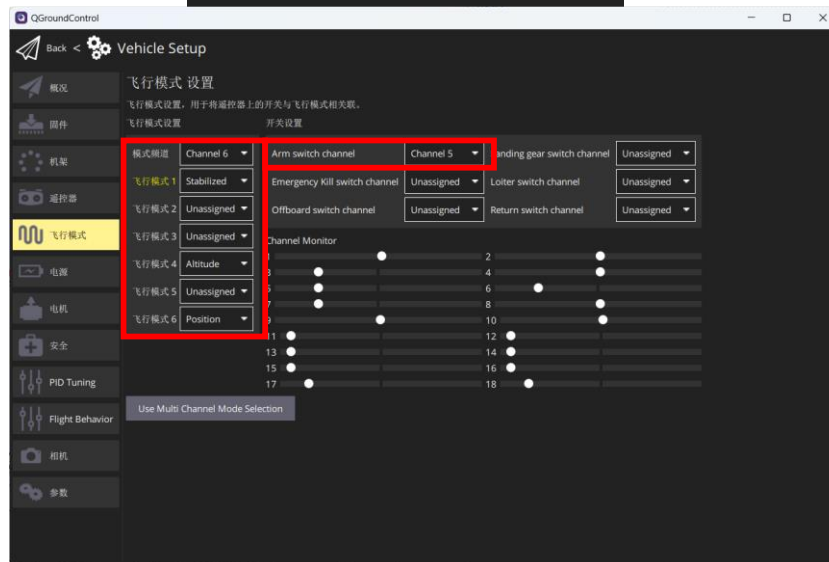 QGroundControl
Back < Vehicle Setup
概况
固件
机架
遥控器
飞行模式
电源
电机
安全
PID Tuning
Flight Behavior
相机
参数
飞行模式 设置
飞行模式设置，用于将遥控器上的开关与飞行模式相关联。
飞行模式设置
模式频道 Channel 6
飞行模式 1 Stabilized
飞行模式 2 Unassigned
飞行模式 3 Unassigned
飞行模式 4 Altitude
飞行模式 5 Unassigned
飞行模式 6 Position
开关设置
Arm switch channel Channel 5 anding gear switch channel Unassigned
Emergency Kill switch channel Unassigned Loiter switch channel Unassigned
Offboard switch channel Unassigned Return switch channel Unassigned
Channel Monitor
1 2
3 4
5 6
7 8
9 10
11 12
13 14
15 16
17 18
Use Multi Channel Mode Selection